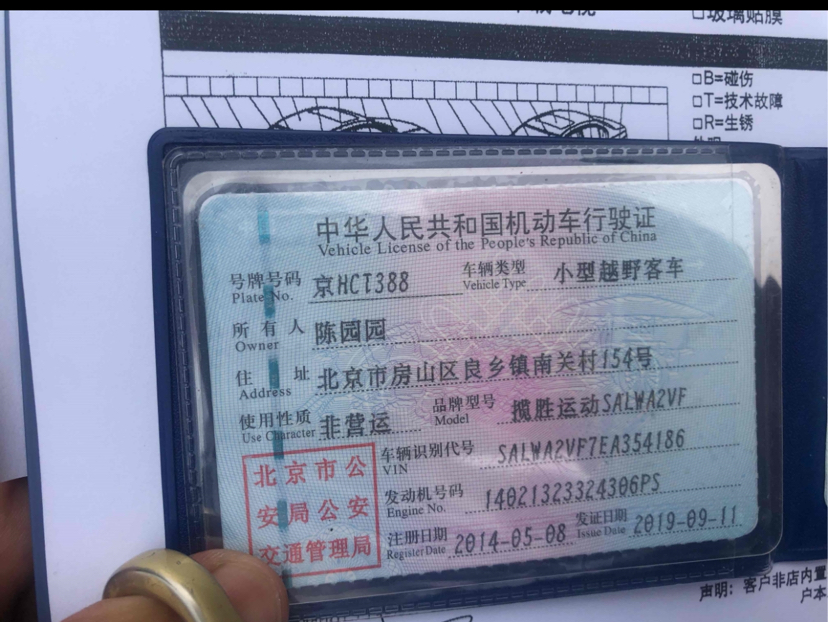 □玻璃贴膜
□B=碰伤
□T=技术故障
□R=生锈
中华人民共和国机动车行驶证
Vehicle License of the People's Republic of China
号牌号码 京HCT388 车辆类型 小型越野客车
Plate No. Vehicle Type
所有人 陈园园
Owner
住址 北京市房山区良乡镇南关村154号
Address
使用性质 非营运 品牌型号 揽胜运动SALWA2VF
Use Character Model
车辆识别代号 SALWA2VF7EA354186
VIN
发动机号码 14021323324306PS
Engine No.
注册日期 2014-05-08 发证日期 2019-09-11
Register Date Issue Date
北京市公
安局公安
交通管理局
声明：客户非店内置
户本